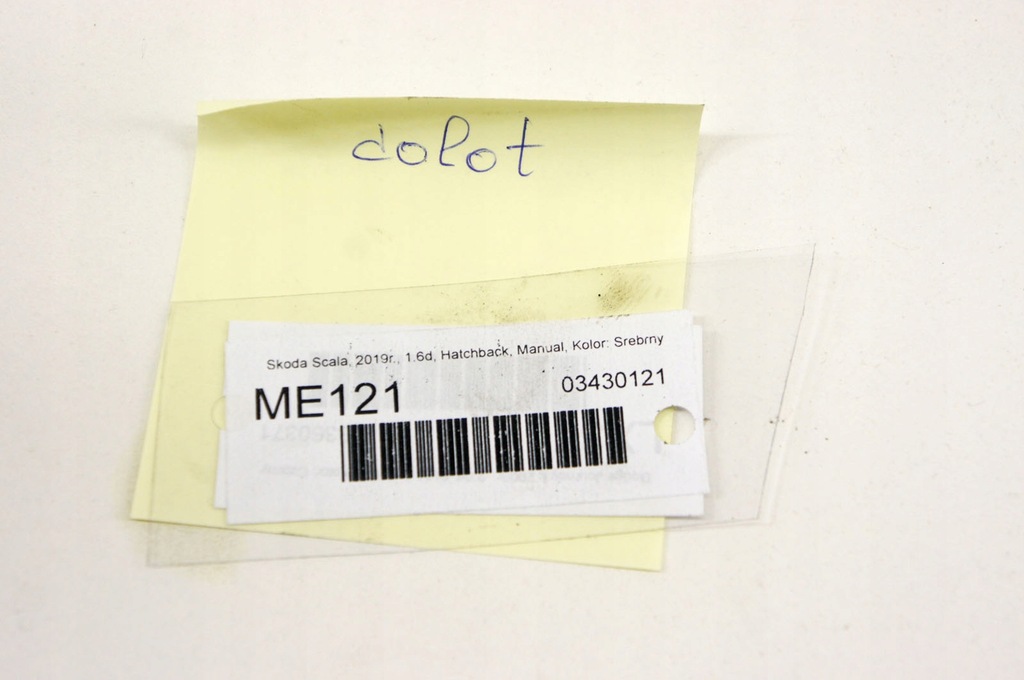 dolot
Skoda Scala, 2019r., 1.6d, Hatchback, Manual, Kolor: Srebrny
ME121
03430121